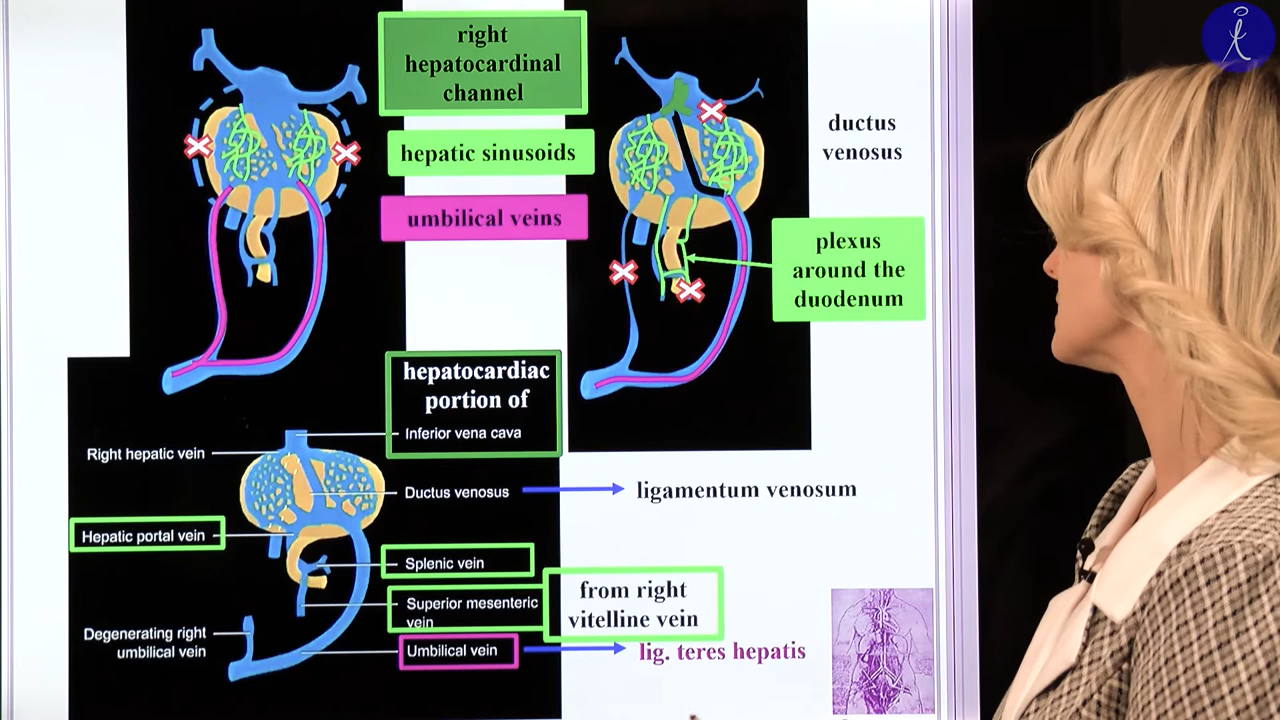 right
hepatocardinal
channel
hepatic sinusoids
umbilical veins
ductus
venosus
plexus
around the
duodenum
hepatocardiac
portion of
Inferior vena cava
Right hepatic vein
Ductus venosus
ligamentum venosum
Hepatic portal vein
Splenic vein
Superior mesenteric
vein
from right
vitelline vein
Degenerating right
umbilical vein
Umbilical vein
lig. teres hepatis